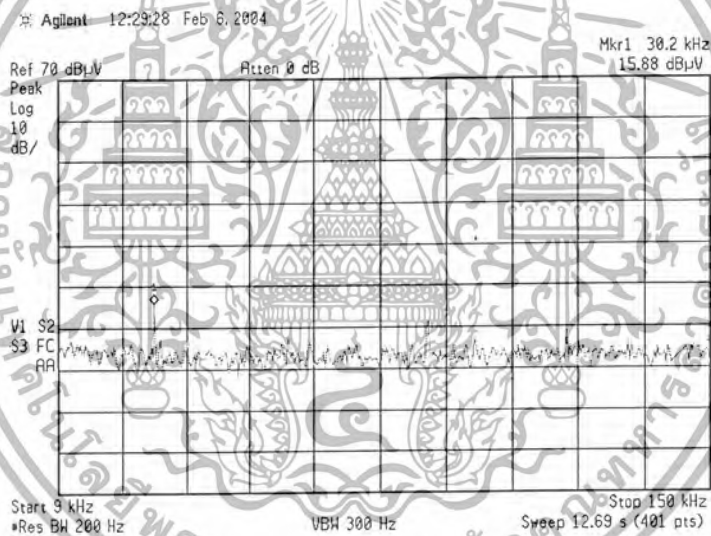 Agilent 12:29:28 Feb 6, 2004
Mkr1 30.2 kHz
Ref 70 dBµV Atten 0 dB 15.88 dBµV
Peak
Log
10
dB/
V1 S2
S3 FC
AA
Start 9 kHz Stop 150 kHz
*Res BW 200 Hz VBW 300 Hz Sweep 12.69 s (401 pts)